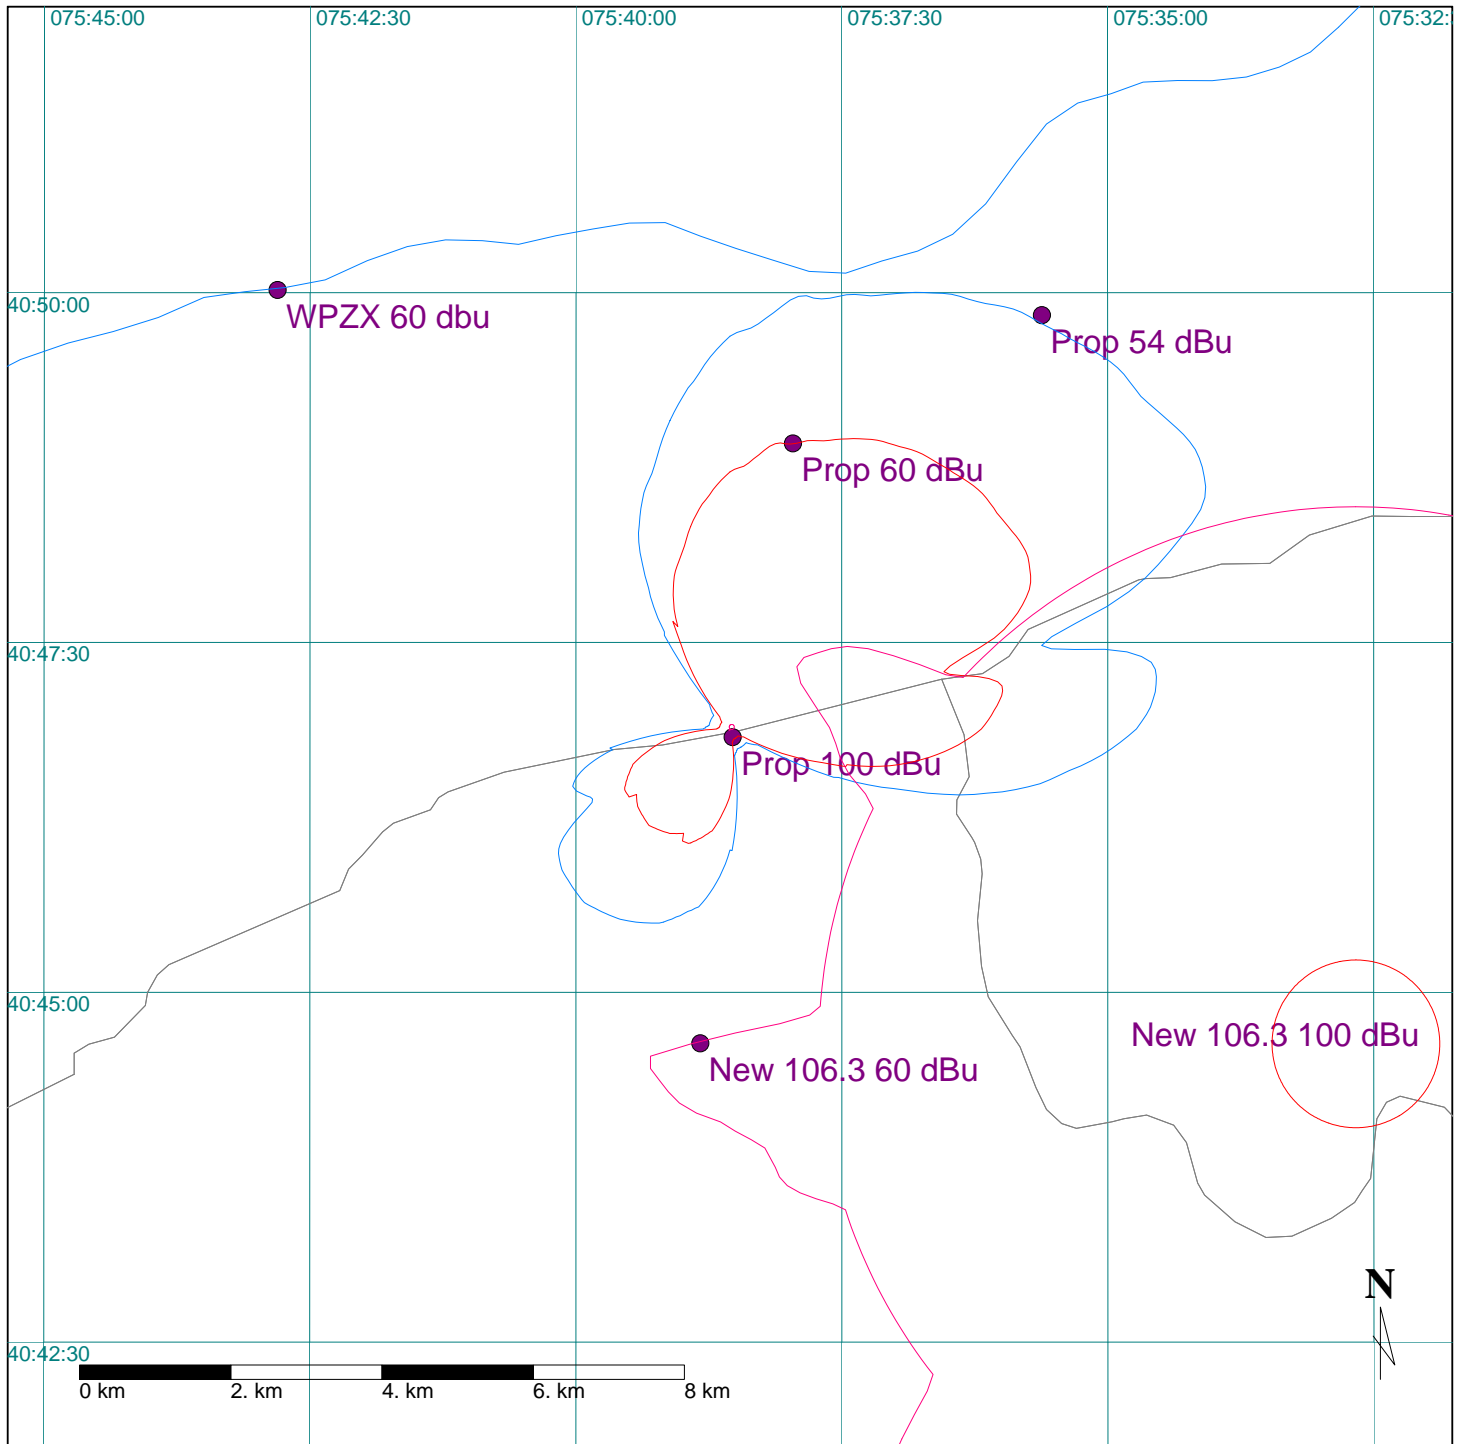 075:45:00
075:42:30
075:40:00
075:37:30
075:35:00
075:32:
40:50:00
WPZX 60 dbu
Prop 54 dBu
Prop 60 dBu
40:47:30
Prop 100 dBu
40:45:00
New 106.3 100 dBu
New 106.3 60 dBu
N
40:42:30
0 km
2. km
4. km
6. km
8 km